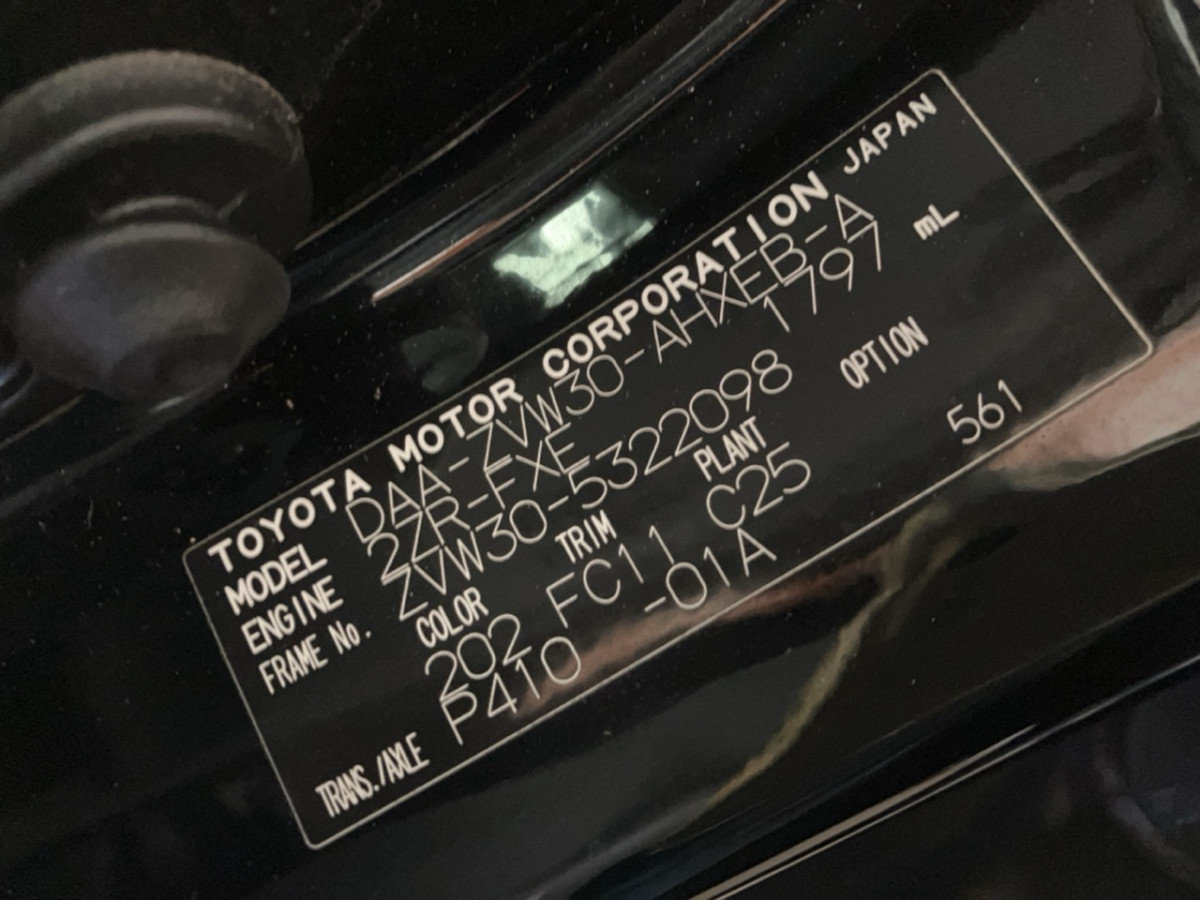 TOYOTA MOTOR CORPORATION JAPAN
MODEL DAA-ZVW30-AHXEB-A
ENGINE 2ZR-FXE 1797 mL
FRAME No. ZVW30-5322098
COLOR TRIM PLANT OPTION
202 FC11 C25 561
TRANS./AXLE P410 -01A